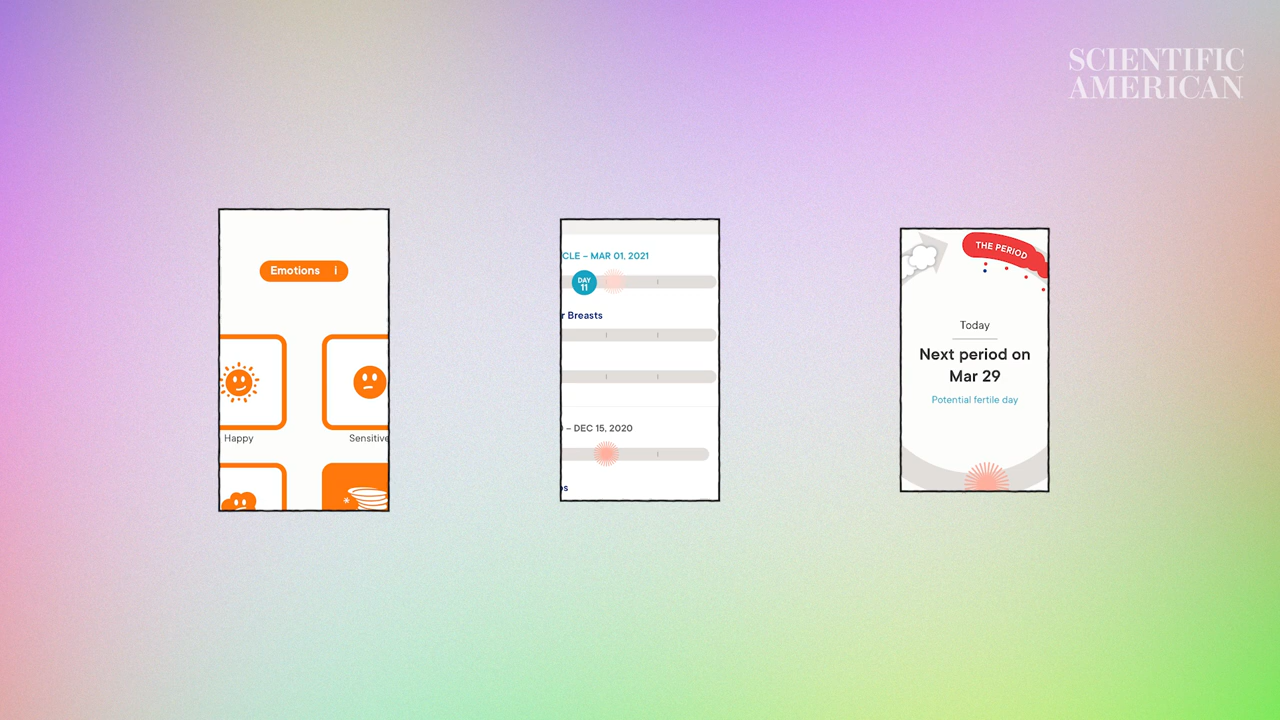 SCIENTIFIC
AMERICAN
Emotions i
Happy
Sensitive
CLE – MAR 01, 2021
DAY
11
r Breasts
– DEC 15, 2020
os
THE PERIOD
Today
Next period on
Mar 29
Potential fertile day